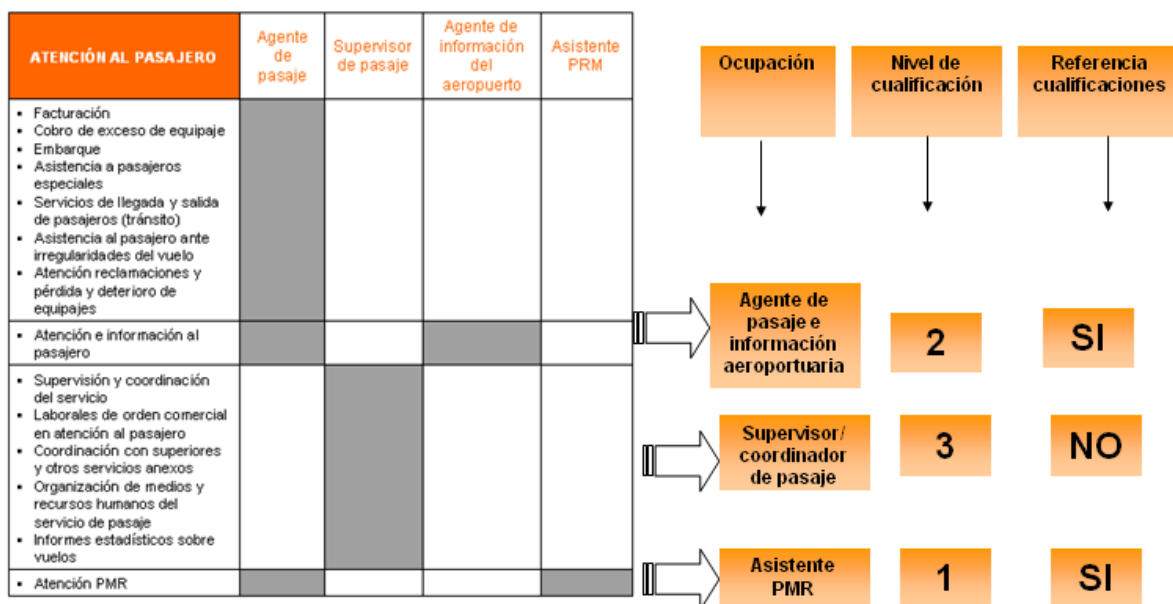 ATENCIÓN AL PASAJERO
Agente
de
pasaje
Supervisor
de pasaje
Agente de
información
del
aeropuerto
Asistente
PRM
▪ Facturación
▪ Cobro de exceso de equipaje
▪ Embarque
▪ Asistencia a pasajeros
especiales
▪ Servicios de llegada y salida
de pasajeros (tránsito)
▪ Asistencia al pasajero ante
irregularidades del vuelo
▪ Atención reclamaciones y
pérdida y deterioro de
equipajes
▪ Atención e información al
pasajero
▪ Supervisión y coordinación
del servicio
▪ Laborales de orden comercial
en atención al pasajero
▪ Coordinación con superiores
y otros servicios anexos
▪ Organización de medios y
recursos humanos del
servicio de pasaje
▪ Informes estadísticos sobre
vuelos
▪ Atención PMR
Ocupación
Nivel de
cualificación
Referencia
cualificaciones
Agente de
pasaje e
información
aeroportuaria
2
SI
Supervisor/
coordinador
de pasaje
3
NO
Asistente
PMR
1
SI